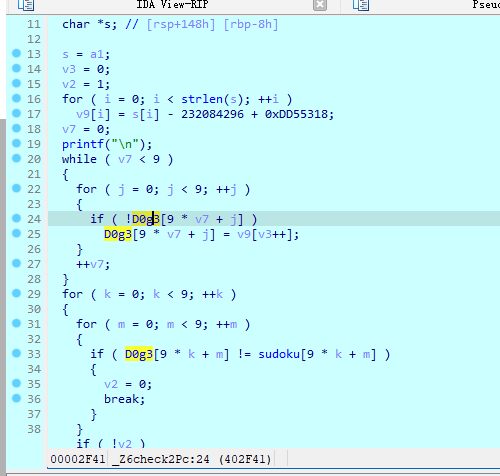 IDA View-RIP
Pseu
11 char *s; // [rsp+148h] [rbp-8h]
12
13 s = a1;
14 v3 = 0;
15 v2 = 1;
16 for ( i = 0; i < strlen(s); ++i )
17 v9[i] = s[i] - 232084296 + 0xDD55318;
18 v7 = 0;
19 printf("\n");
20 while ( v7 < 9 )
21 {
22 for ( j = 0; j < 9; ++j )
23 {
24 if ( !D0g3[9 * v7 + j] )
25 D0g3[9 * v7 + j] = v9[v3++];
26 }
27 ++v7;
28 }
29 for ( k = 0; k < 9; ++k )
30 {
31 for ( m = 0; m < 9; ++m )
32 {
33 if ( D0g3[9 * k + m] != sudoku[9 * k + m] )
34 {
35 v2 = 0;
36 break;
37 }
38 }
if ( !v2 )
00002F41 _Z6check2Pc:24 (402F41)